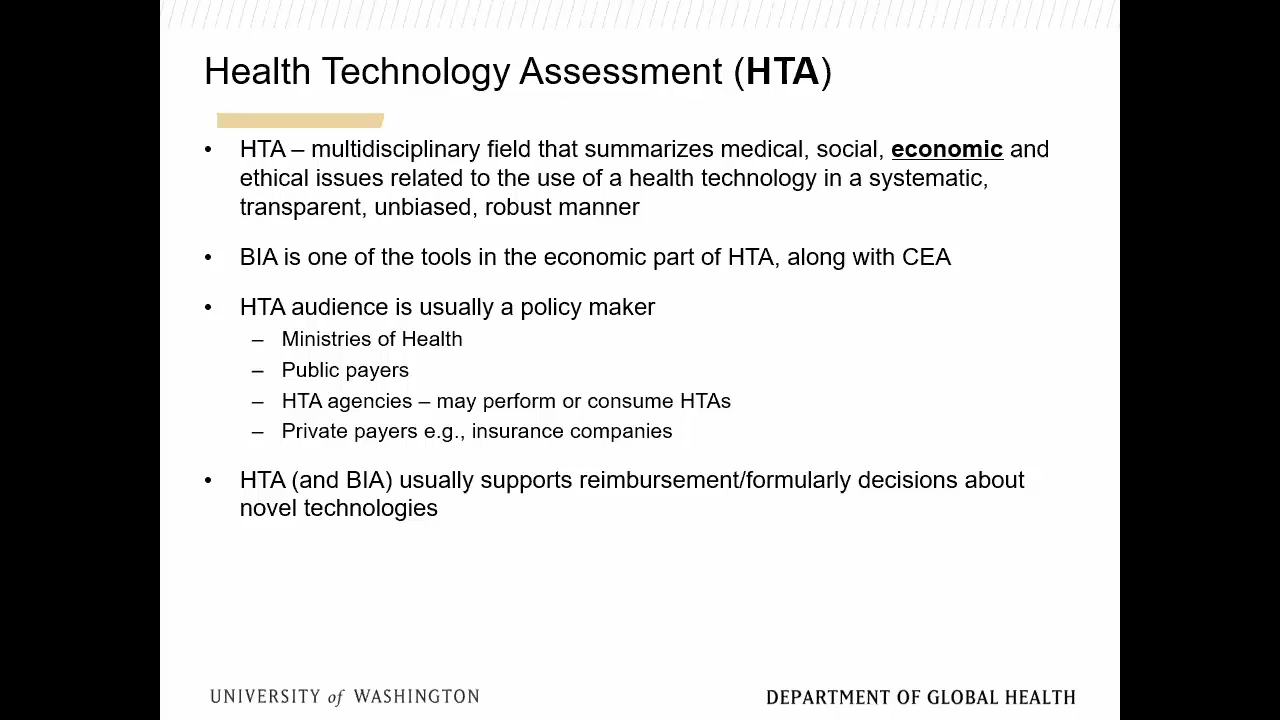 Health Technology Assessment (HTA)
• HTA – multidisciplinary field that summarizes medical, social, economic and
ethical issues related to the use of a health technology in a systematic,
transparent, unbiased, robust manner
• BIA is one of the tools in the economic part of HTA, along with CEA
• HTA audience is usually a policy maker
– Ministries of Health
– Public payers
– HTA agencies – may perform or consume HTAs
– Private payers e.g., insurance companies
• HTA (and BIA) usually supports reimbursement/formularly decisions about
novel technologies
UNIVERSITY of WASHINGTON
DEPARTMENT OF GLOBAL HEALTH